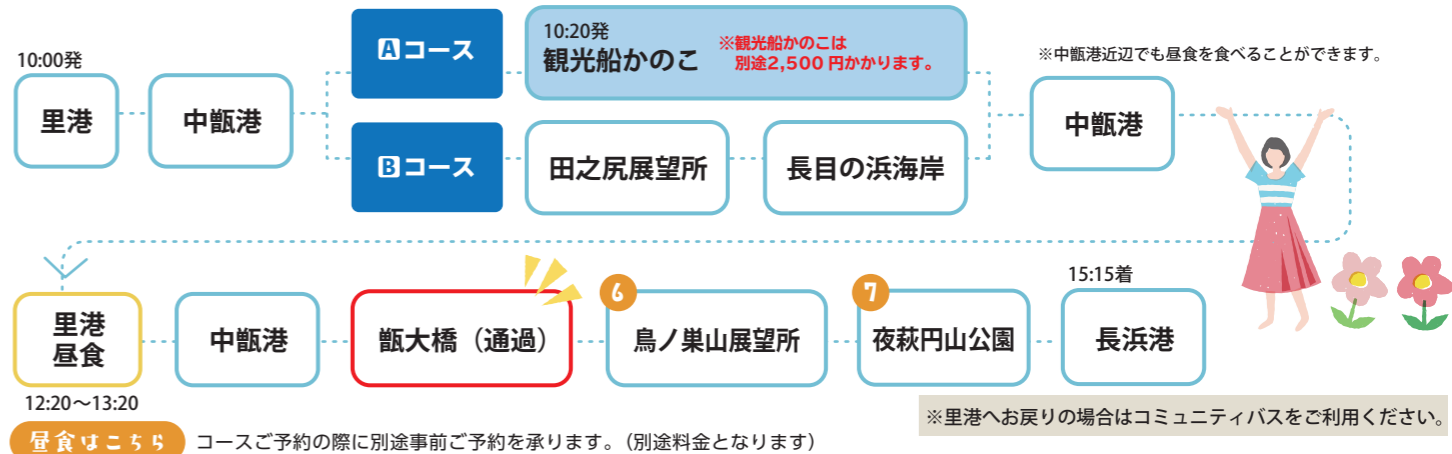 10:00発
里港
中甑港
Aコース
10:20発
観光船かのこ
※観光船かのこは
別途2,500円かかります。
Bコース
田之尻展望所
長目の浜海岸
※中甑港近辺でも昼食を食べることができます。
中甑港
里港
昼食
12:20〜13:20
中甑港
甑大橋（通過）
6
鳥ノ巣山展望所
7
夜萩円山公園
15:15着
長浜港
※里港へお戻りの場合はコミュニティバスをご利用ください。
昼食はこちら
コースご予約の際に別途事前ご予約を承ります。（別途料金となります）